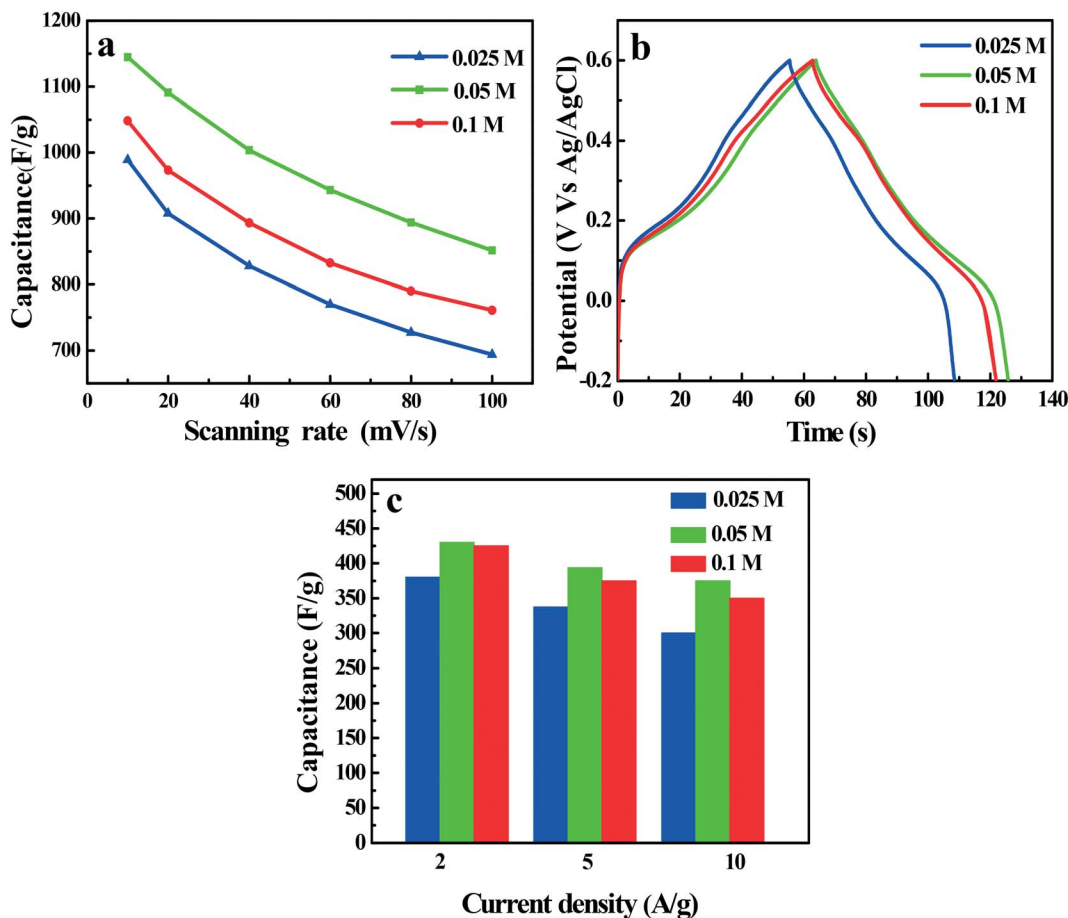 a
0.025 M
0.05 M
0.1 M
Capacitance(F/g)
1200
1100
1000
900
800
700
0 20 40 60 80 100
Scanning rate (mV/s)
b
0.025 M
0.05 M
0.1 M
Potential (V Vs Ag/AgCl)
0.6
0.4
0.2
0.0
–0.2
0 20 40 60 80 100 120 140
Time (s)
c
0.025 M
0.05 M
0.1 M
Capacitance (F/g)
500
450
400
350
300
250
200
150
100
50
0
2 5 10
Current density (A/g)